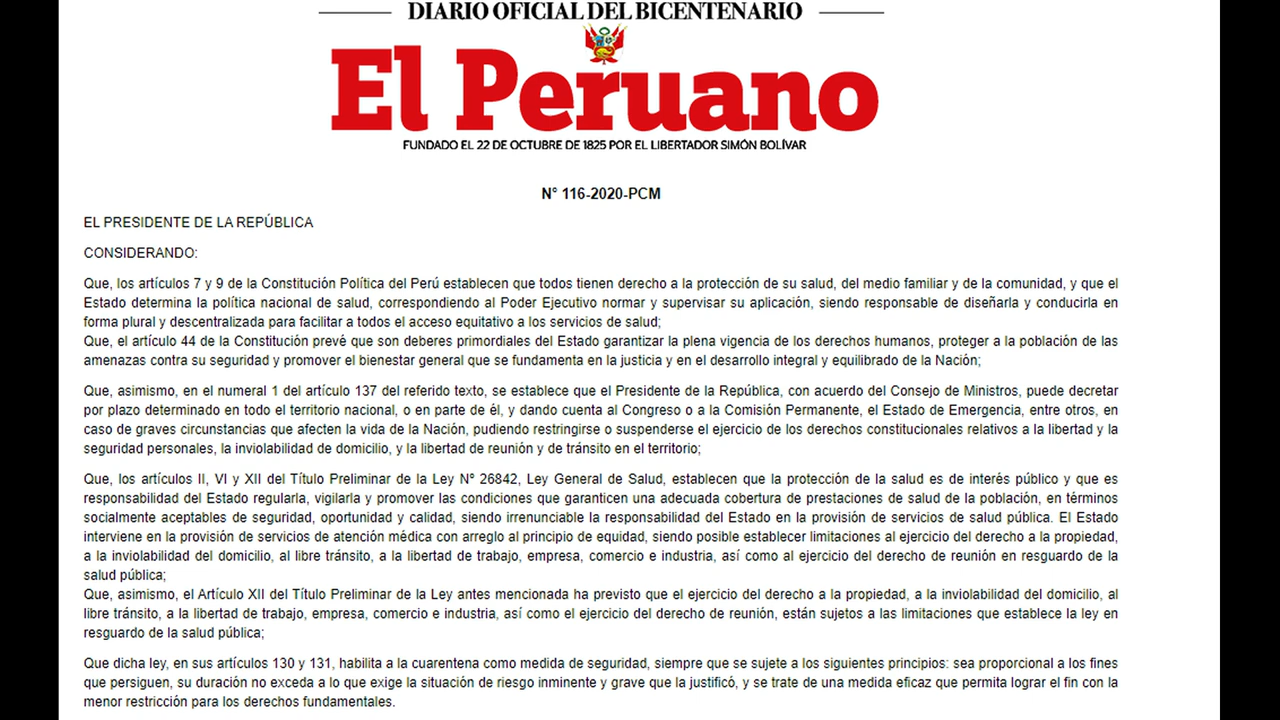 DIARIO OFICIAL DEL BICENTENARIO
El Peruano
FUNDADO EL 22 DE OCTUBRE DE 1825 POR EL LIBERTADOR SIMÓN BOLÍVAR
N° 116-2020-PCM
EL PRESIDENTE DE LA REPÚBLICA
CONSIDERANDO:
Que, los artículos 7 y 9 de la Constitución Política del Perú establecen que todos tienen derecho a la protección de su salud, del medio familiar y de la comunidad, y que el
Estado determina la política nacional de salud, correspondiendo al Poder Ejecutivo normar y supervisar su aplicación, siendo responsable de diseñarla y conducirla en
forma plural y descentralizada para facilitar a todos el acceso equitativo a los servicios de salud;
Que, el artículo 44 de la Constitución prevé que son deberes primordiales del Estado garantizar la plena vigencia de los derechos humanos, proteger a la población de las
amenazas contra su seguridad y promover el bienestar general que se fundamenta en la justicia y en el desarrollo integral y equilibrado de la Nación;
Que, asimismo, en el numeral 1 del artículo 137 del referido texto, se establece que el Presidente de la República, con acuerdo del Consejo de Ministros, puede decretar
por plazo determinado en todo el territorio nacional, o en parte de él, y dando cuenta al Congreso o a la Comisión Permanente, el Estado de Emergencia, entre otros, en
caso de graves circunstancias que afecten la vida de la Nación, pudiendo restringirse o suspenderse el ejercicio de los derechos constitucionales relativos a la libertad y la
seguridad personales, la inviolabilidad de domicilio, y la libertad de reunión y de tránsito en el territorio;
Que, los artículos II, VI y XII del Título Preliminar de la Ley Nº 26842, Ley General de Salud, establecen que la protección de la salud es de interés público y que es
responsabilidad del Estado regularla, vigilarla y promover las condiciones que garanticen una adecuada cobertura de prestaciones de salud de la población, en términos
socialmente aceptables de seguridad, oportunidad y calidad, siendo irrenunciable la responsabilidad del Estado en la provisión de servicios de salud pública. El Estado
interviene en la provisión de servicios de atención médica con arreglo al principio de equidad, siendo posible establecer limitaciones al ejercicio del derecho a la propiedad,
a la inviolabilidad del domicilio, al libre tránsito, a la libertad de trabajo, empresa, comercio e industria, así como al ejercicio del derecho de reunión en resguardo de la
salud pública;
Que, asimismo, el Artículo XII del Título Preliminar de la Ley antes mencionada ha previsto que el ejercicio del derecho a la propiedad, a la inviolabilidad del domicilio, al
libre tránsito, a la libertad de trabajo, empresa, comercio e industria, así como el ejercicio del derecho de reunión, están sujetos a las limitaciones que establece la ley en
resguardo de la salud pública;
Que dicha ley, en sus artículos 130 y 131, habilita a la cuarentena como medida de seguridad, siempre que se sujete a los siguientes principios: sea proporcional a los fines
que persiguen, su duración no exceda a lo que exige la situación de riesgo inminente y grave que la justificó, y se trate de una medida eficaz que permita lograr el fin con la
menor restricción para los derechos fundamentales.